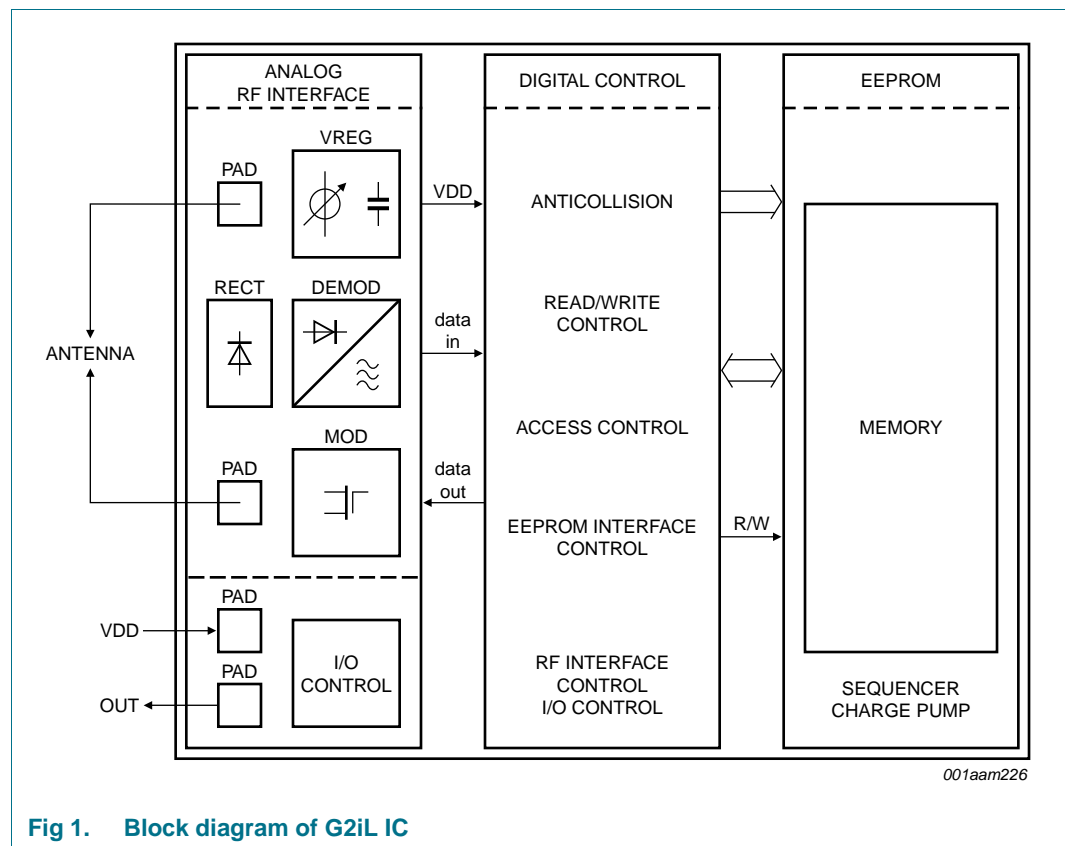 ANALOG
RF INTERFACE
VREG
PAD
VDD
RECT
DEMOD
data
in
ANTENNA
MOD
PAD
data
out
PAD
VDD
I/O
CONTROL
PAD
OUT
DIGITAL CONTROL
ANTICOLLISION
READ/WRITE
CONTROL
ACCESS CONTROL
EEPROM INTERFACE
CONTROL
R/W
RF INTERFACE
CONTROL
I/O CONTROL
EEPROM
MEMORY
SEQUENCER
CHARGE PUMP
001aam226
Fig 1. Block diagram of G2iL IC